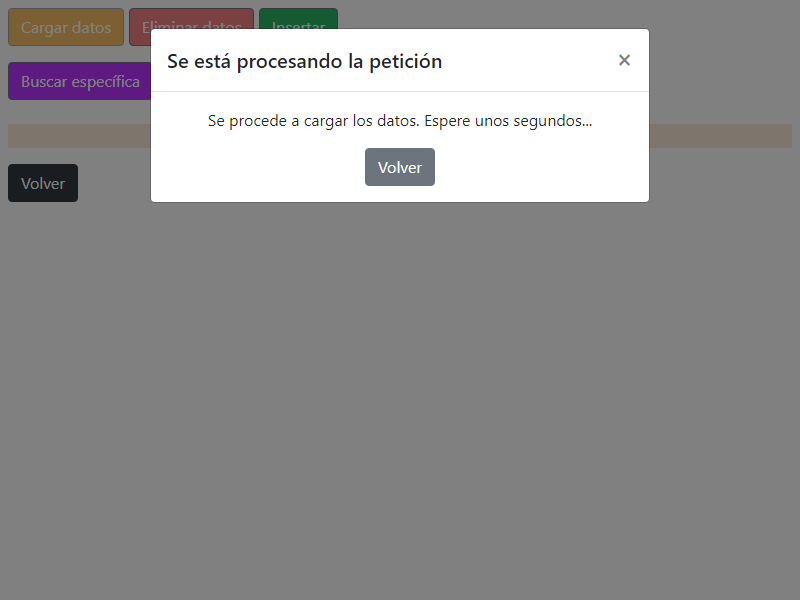 Cargar datos Eliminar datos Insertar
Se está procesando la petición ×
Buscar específica
Se procede a cargar los datos. Espere unos segundos...
Volver
Volver